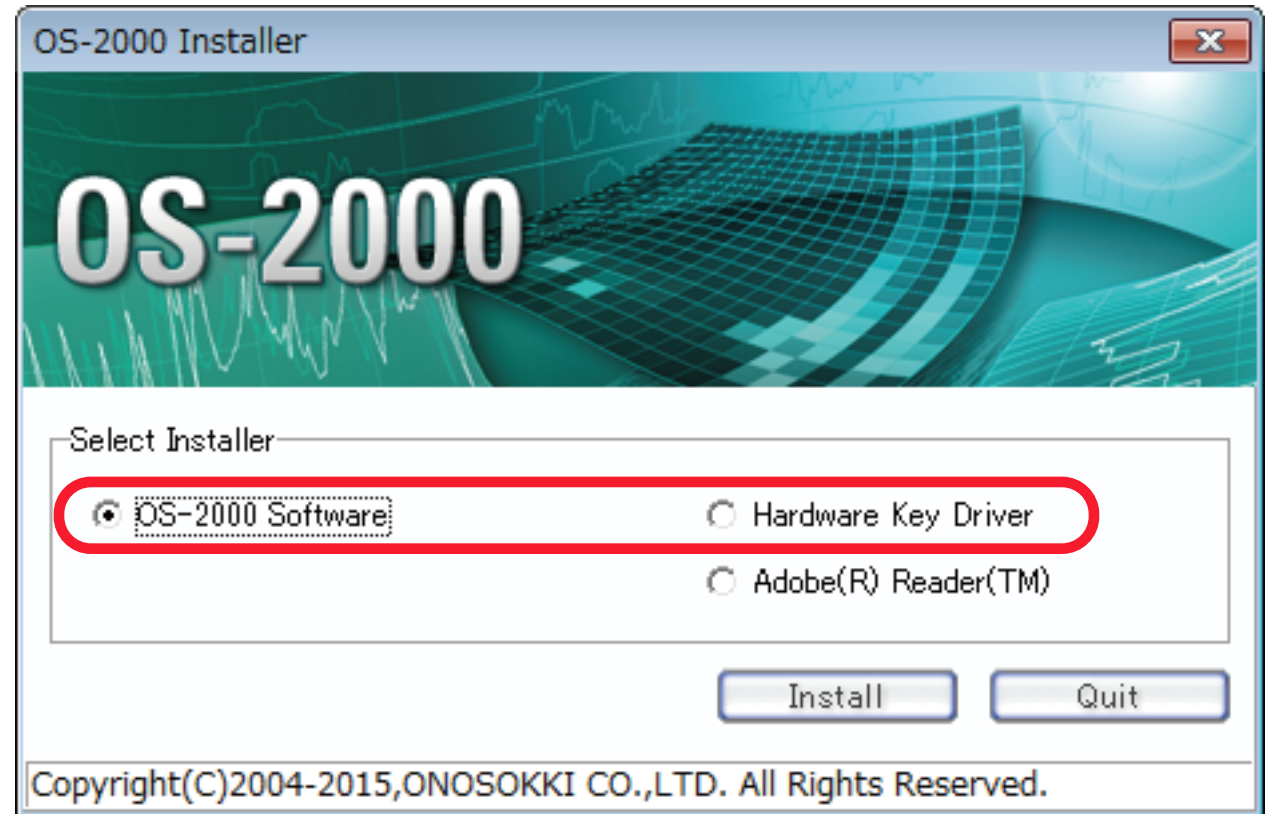 OS-2000 Installer
OS-2000
Select Installer
OS-2000 Software
Hardware Key Driver
Adobe(R) Reader(TM)
Install
Quit
Copyright(C)2004-2015,ONOSOKKI CO.,LTD. All Rights Reserved.